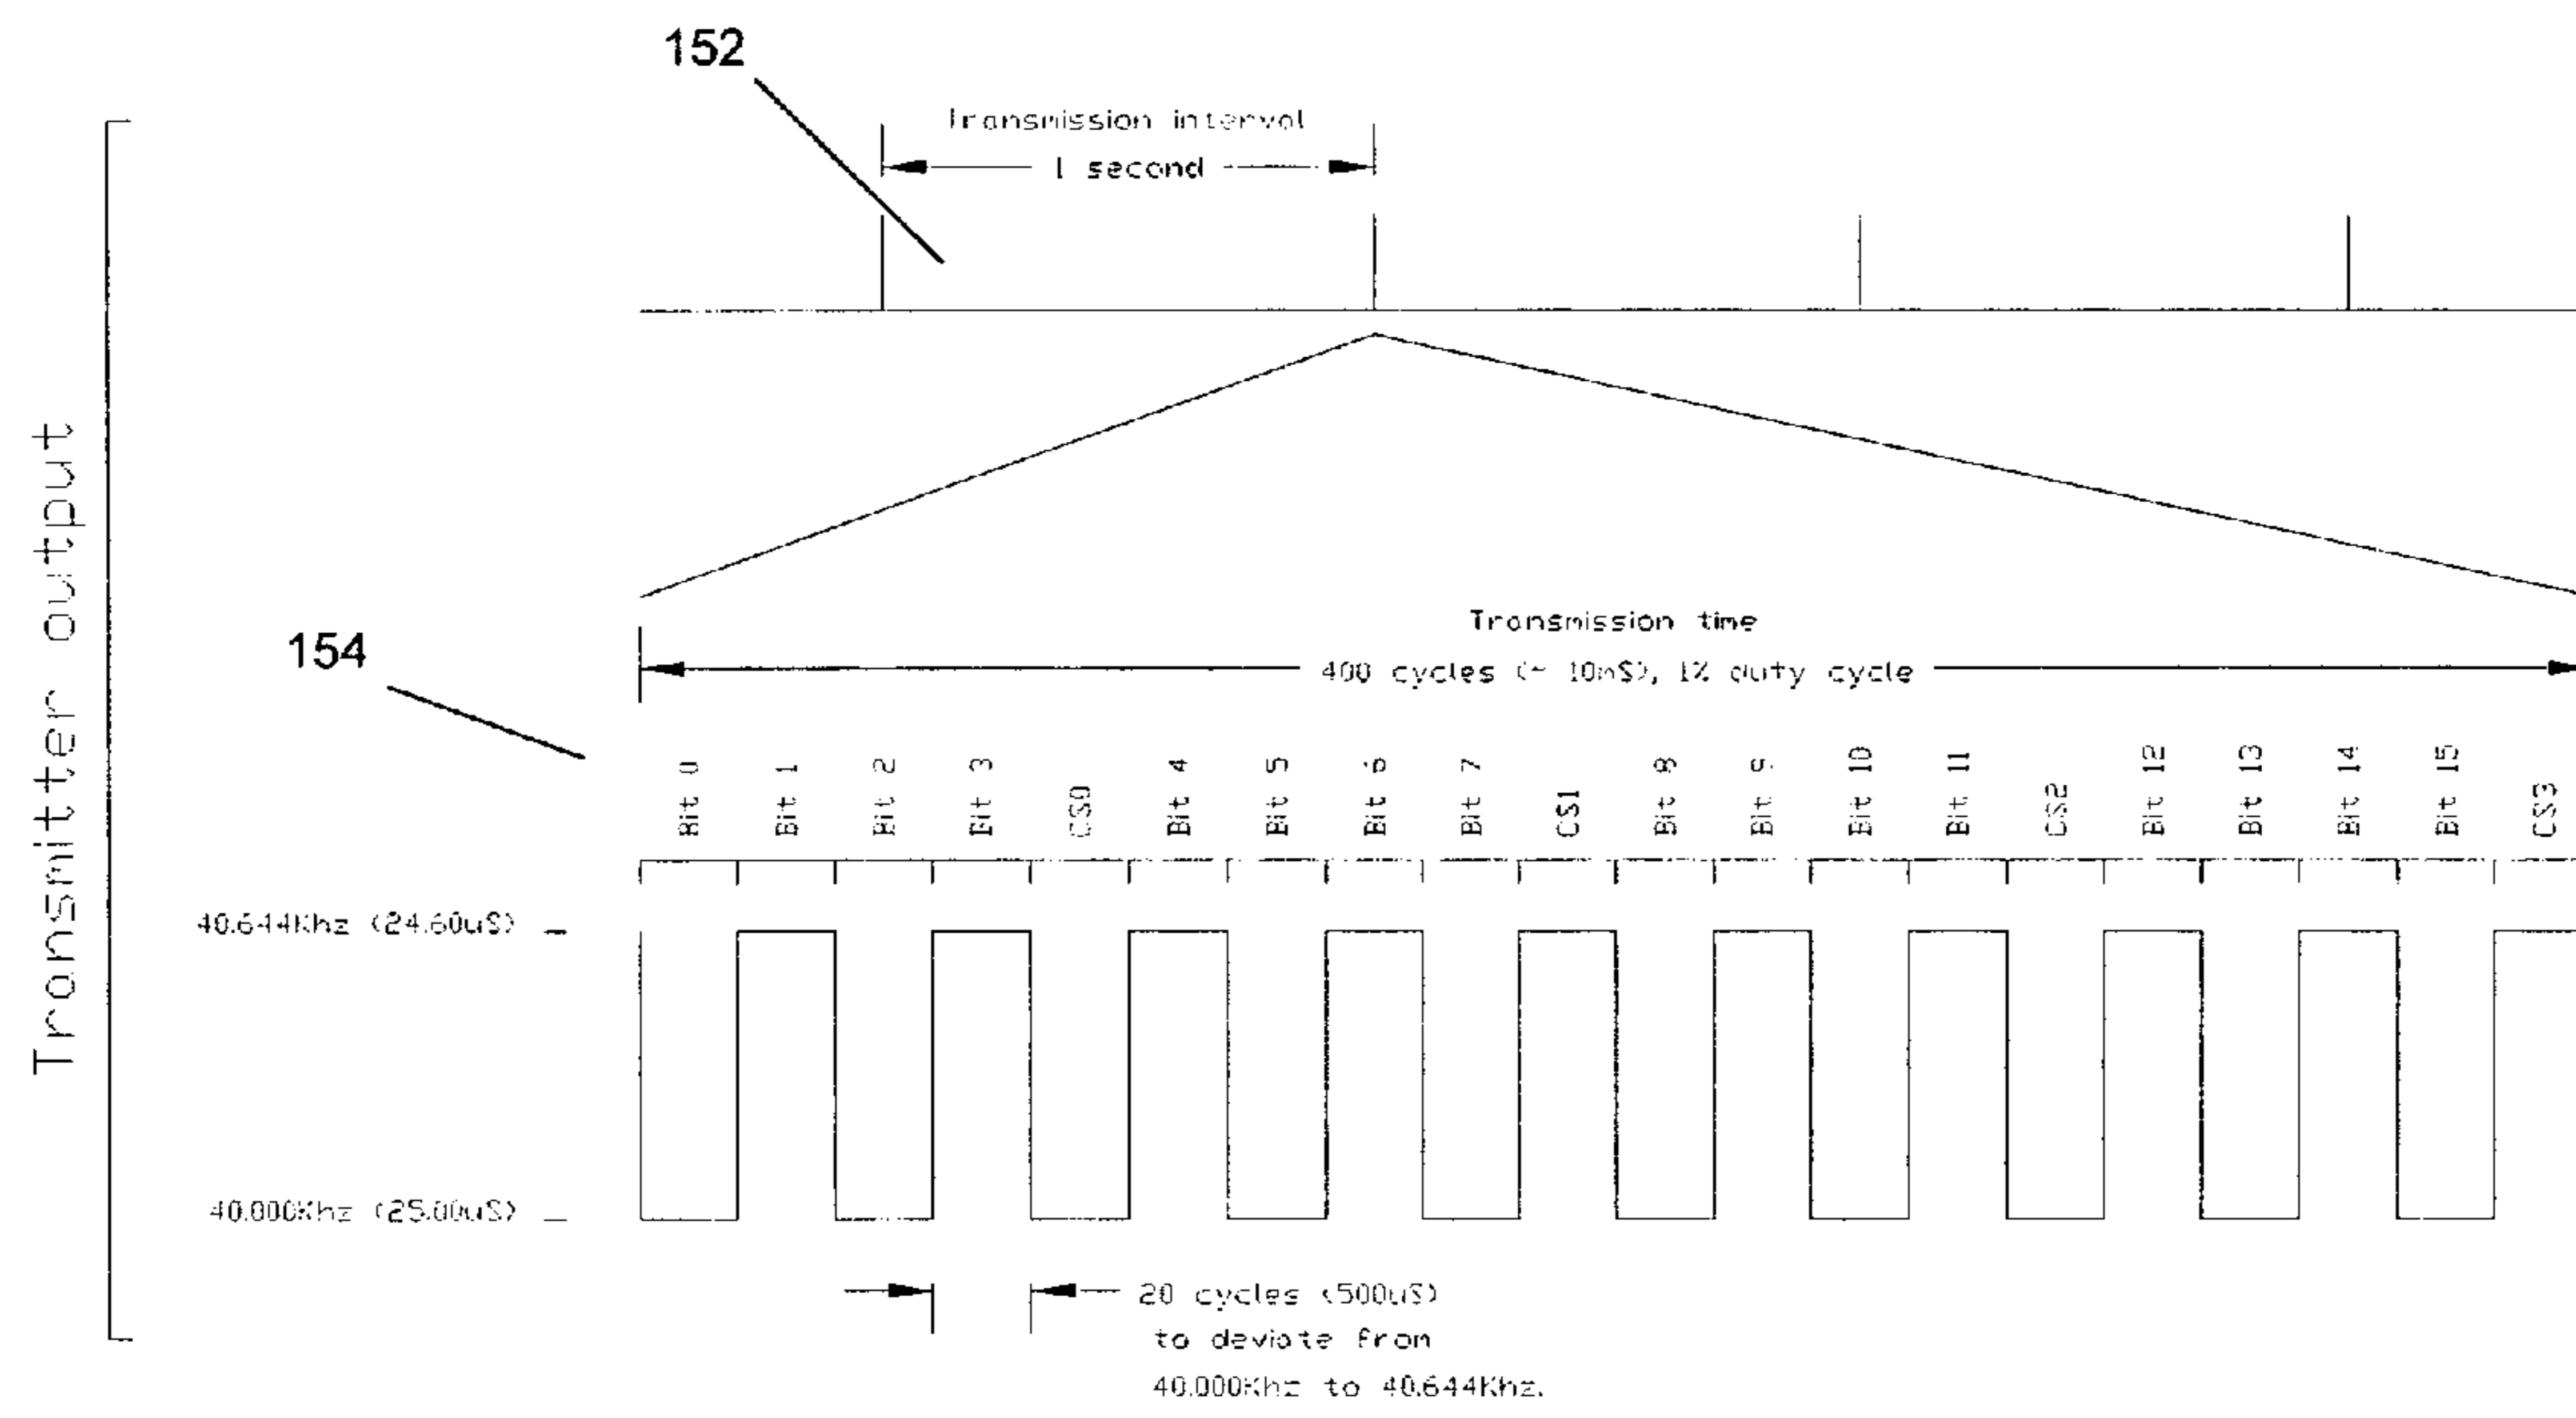 152
Transmission interval
1 second
Transmitter output
154
Transmission time
400 cycles (~ 10mS), 1% duty cycle
Bit 0
Bit 1
Bit 2
Bit 3
CS0
Bit 4
Bit 5
Bit 6
Bit 7
CS1
Bit 8
Bit 9
Bit 10
Bit 11
CS2
Bit 12
Bit 13
Bit 14
Bit 15
CS3
40.644Khz (24.60uS)
40.000Khz (25.00uS)
20 cycles (500uS)
to deviate from
40.000Khz to 40.644Khz.